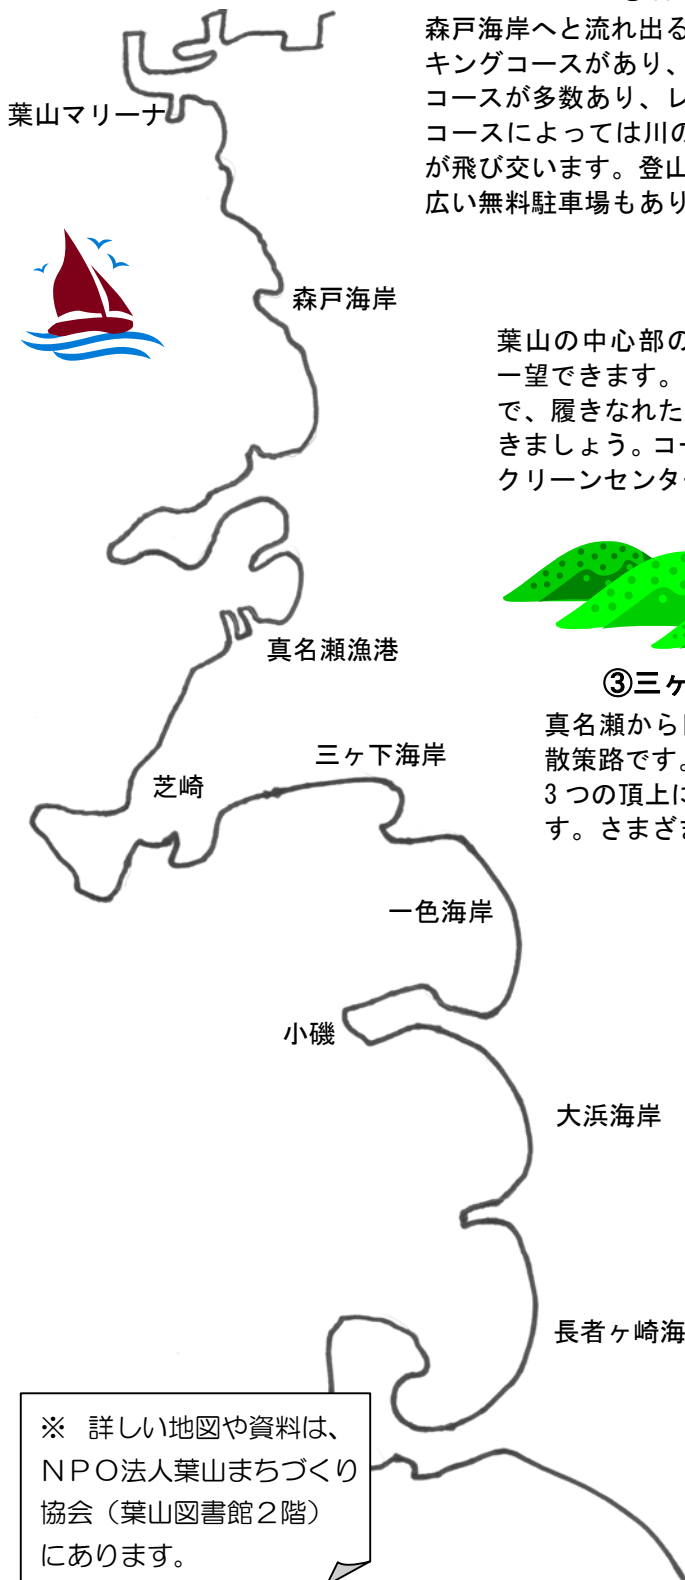 森戸海岸へと流れ出る
キングコースがあり、
コースが多数あり、レ
コースによっては川の
が飛び交います。登山
広い無料駐車場もあり
葉山マリーナ
森戸海岸
葉山の中心部の
一望できます。
で、履きなれた
きましょう。コー
クリーンセンター
真名瀬漁港
③三ヶ
真名瀬から
散策路です。
3つの頂上に
す。さまざま
三ヶ下海岸
芝崎
一色海岸
小磯
大浜海岸
長者ヶ崎海
※ 詳しい地図や資料は、
NPO法人葉山まちづくり
協会（葉山図書館２階）
にあります。